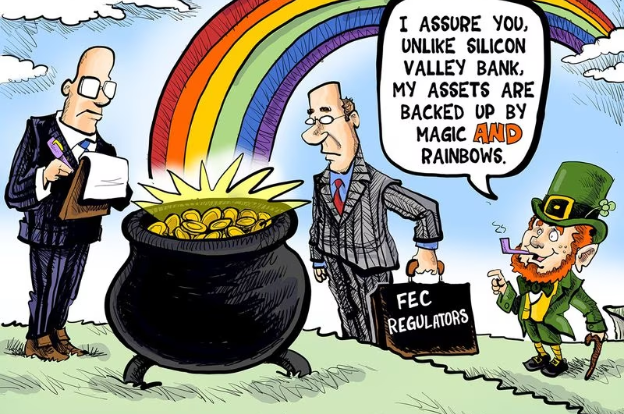 I ASSURE YOU,
UNLIKE SILICON
VALLEY BANK,
MY ASSETS ARE
BACKED UP BY
MAGIC AND
RAINBOWS.
FEC
REGULATORS